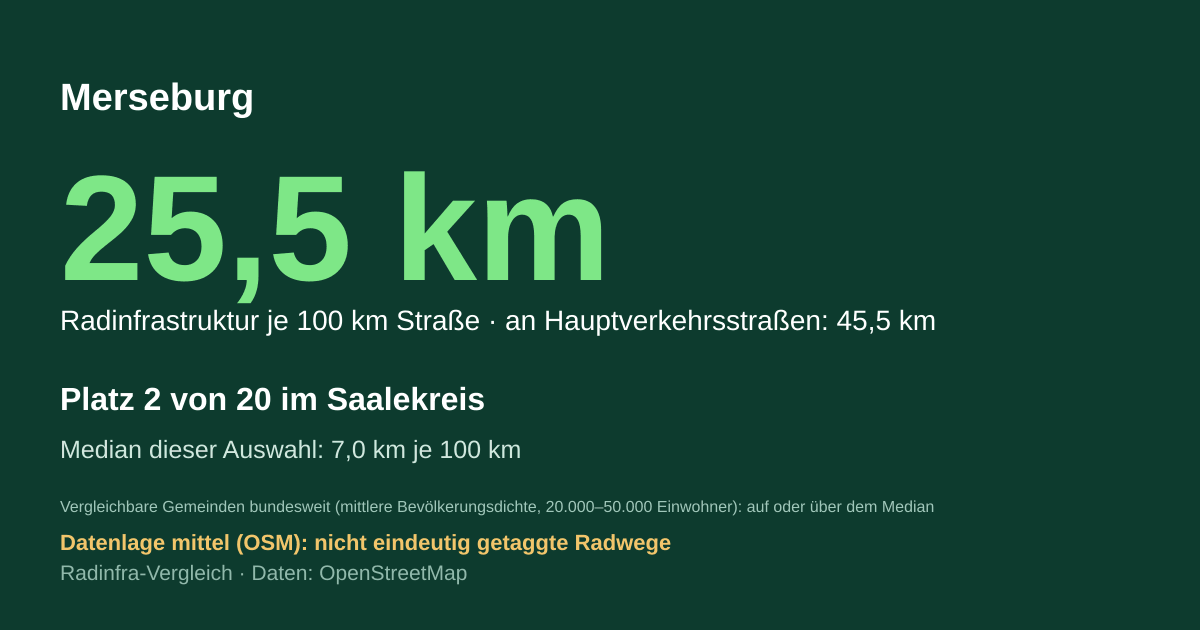 Merseburg
25,5 km
Radinfrastruktur je 100 km Straße · an Hauptverkehrsstraßen: 45,5 km
Platz 2 von 20 im Saalekreis
Median dieser Auswahl: 7,0 km je 100 km
Vergleichbare Gemeinden bundesweit (mittlere Bevölkerungsdichte, 20.000–50.000 Einwohner): auf oder über dem Median
Datenlage mittel (OSM): nicht eindeutig getaggte Radwege
Radinfra-Vergleich · Daten: OpenStreetMap